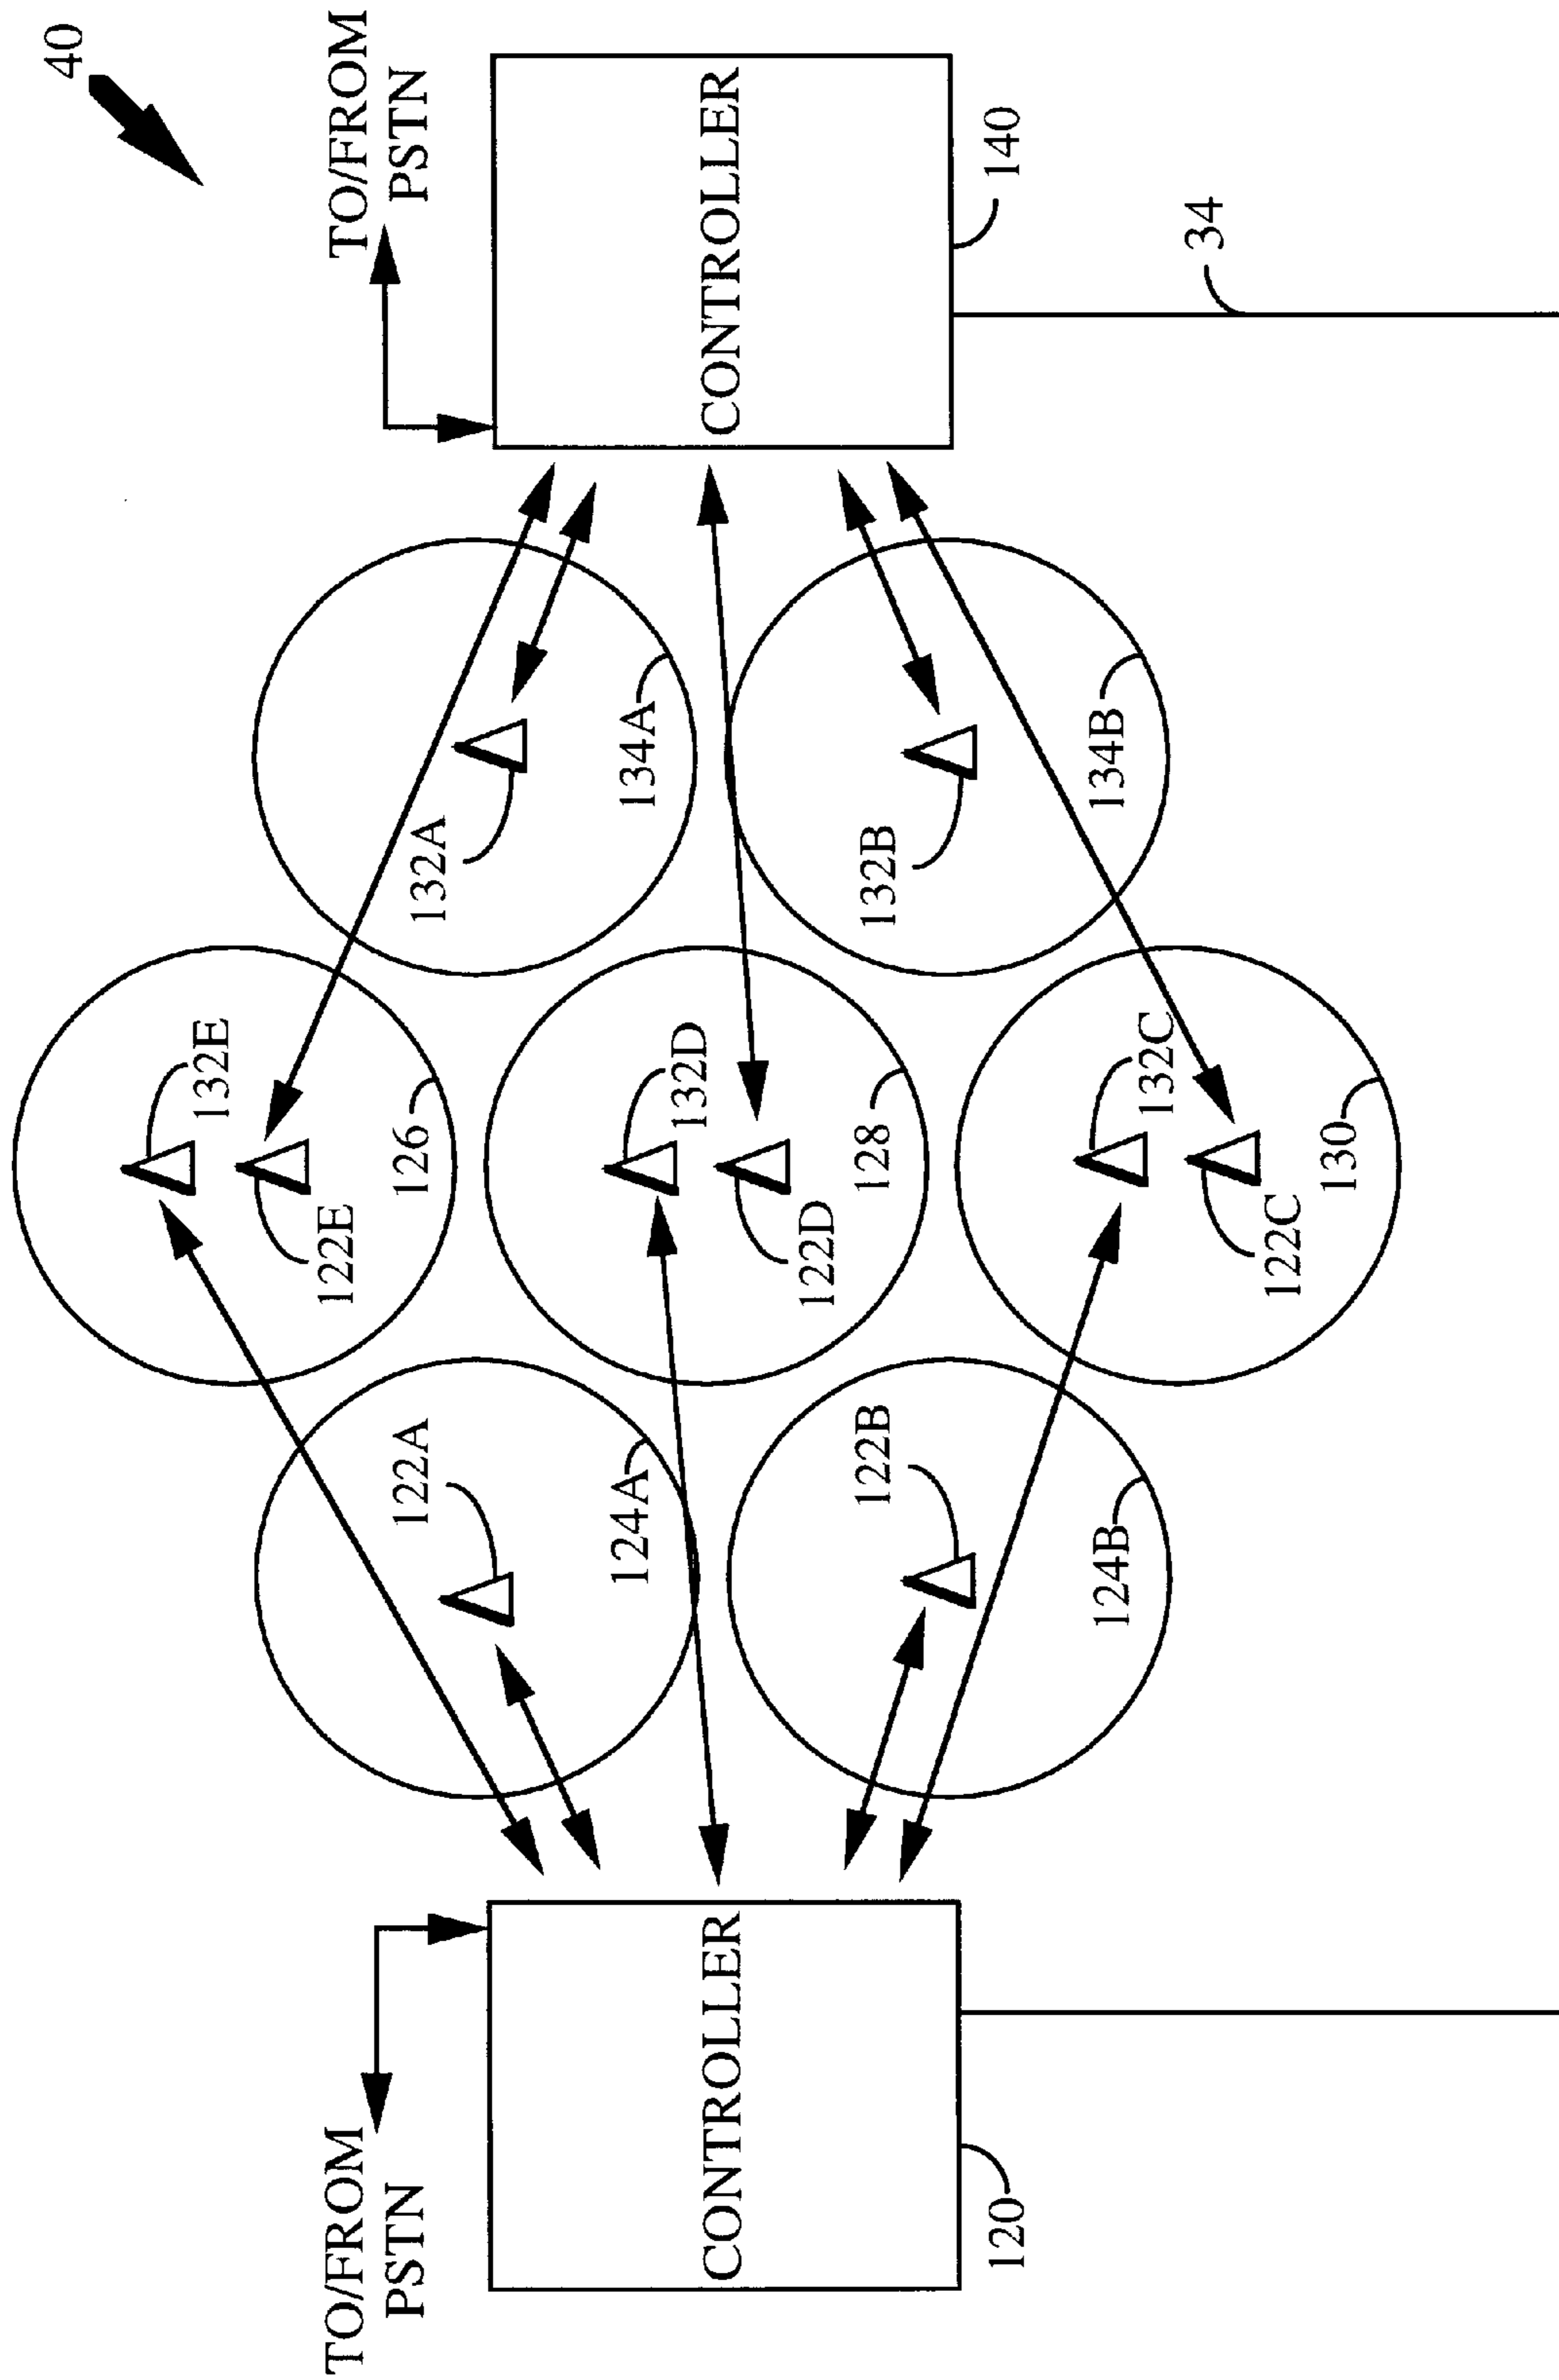 40
TO/FROM
PSTN
TO/FROM
PSTN
CONTROLLER
120
CONTROLLER
140
34
132E
122E
126
122A
124A
132A
134A
132D
122D
128
122B
124B
132B
134B
132C
122C
130